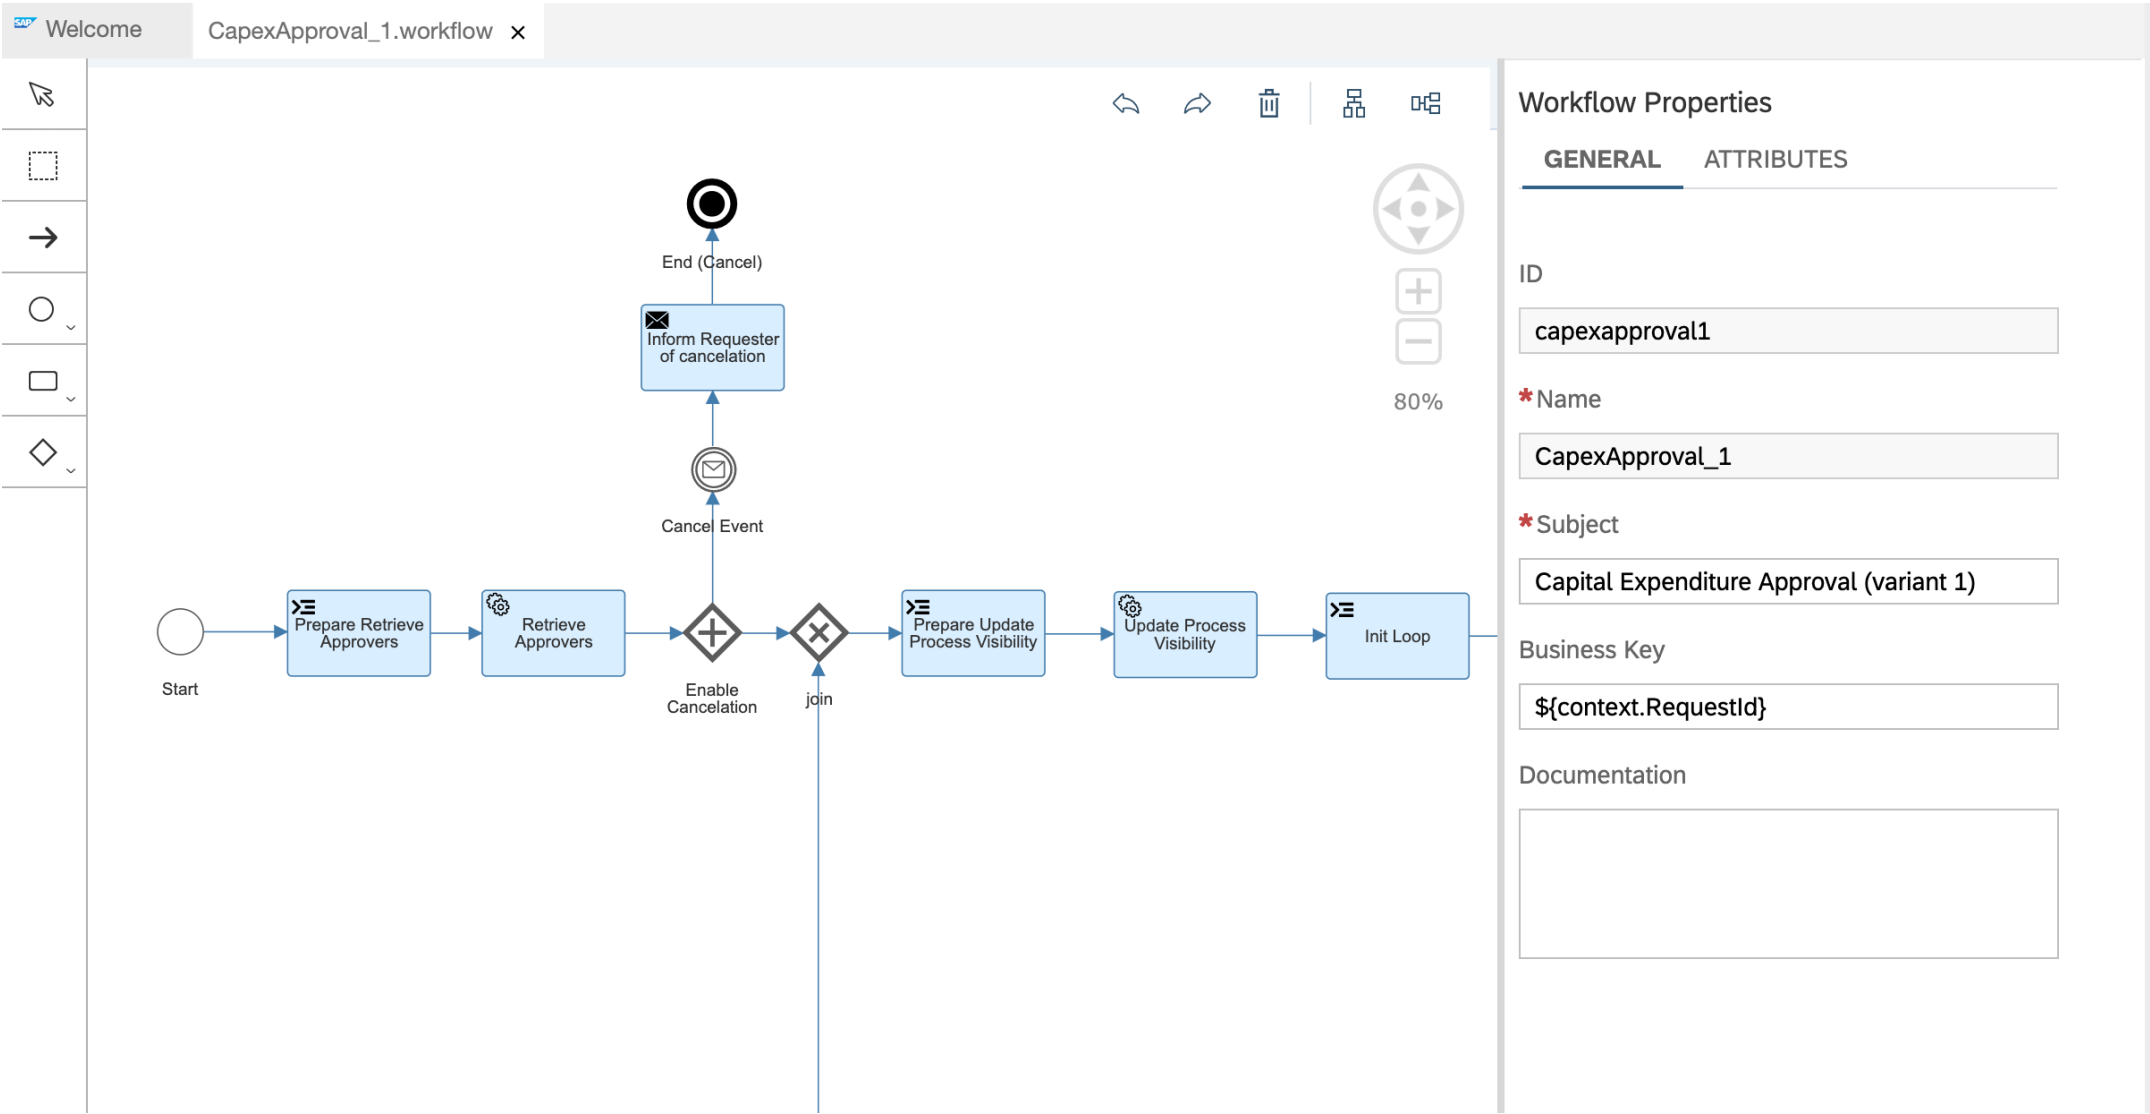 SAP Welcome
CapexApproval_1.workflow
Workflow Properties
GENERAL ATTRIBUTES
End (Cancel)
ID
capexapproval1
Inform Requester
of cancelation
80%
*Name
CapexApproval_1
Cancel Event
*Subject
Capital Expenditure Approval (variant 1)
Start
Prepare Retrieve
Approvers
Retrieve
Approvers
Enable
Cancelation
join
Prepare Update
Process Visibility
Update Process
Visibility
Init Loop
Business Key
${context.RequestId}
Documentation